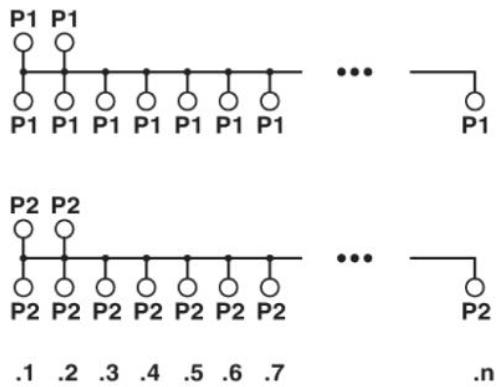 P1 P1
•••
P1 P1 P1 P1 P1 P1 P1 P1
P2 P2
•••
P2 P2 P2 P2 P2 P2 P2 P2
.1 .2 .3 .4 .5 .6 .7 .n